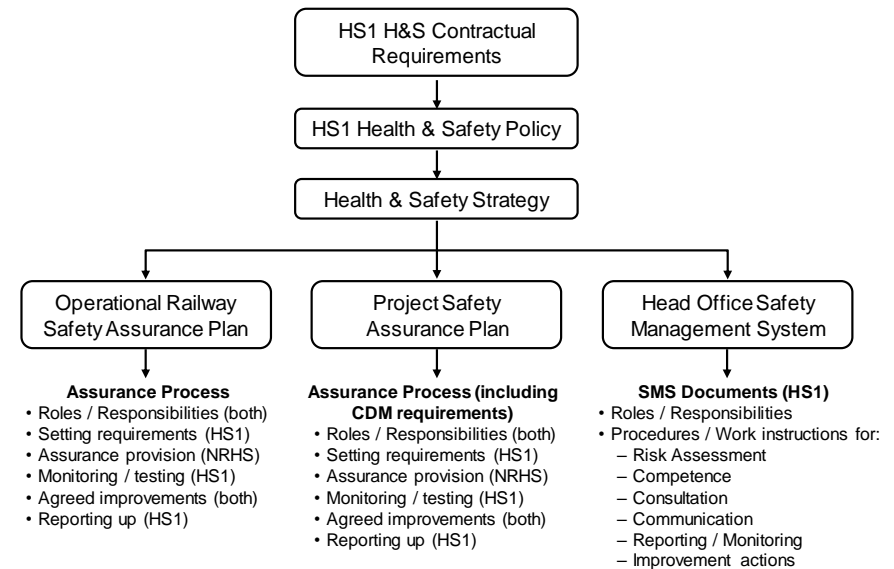 HS1 H&S Contractual
Requirements
HS1 Health & Safety Policy
Health & Safety Strategy
Operational Railway
Safety Assurance Plan
Assurance Process
• Roles / Responsibilities (both)
• Setting requirements (HS1)
• Assurance provision (NRHS)
• Monitoring / testing (HS1)
• Agreed improvements (both)
• Reporting up (HS1)
Project Safety
Assurance Plan
Assurance Process (including
CDM requirements)
• Roles / Responsibilities (both)
• Setting requirements (HS1)
• Assurance provision (NRHS)
• Monitoring / testing (HS1)
• Agreed improvements (both)
• Reporting up (HS1)
Head Office Safety
Management System
SMS Documents (HS1)
• Roles / Responsibilities
• Procedures / Work instructions for:
– Risk Assessment
– Competence
– Consultation
– Communication
– Reporting / Monitoring
– Improvement actions